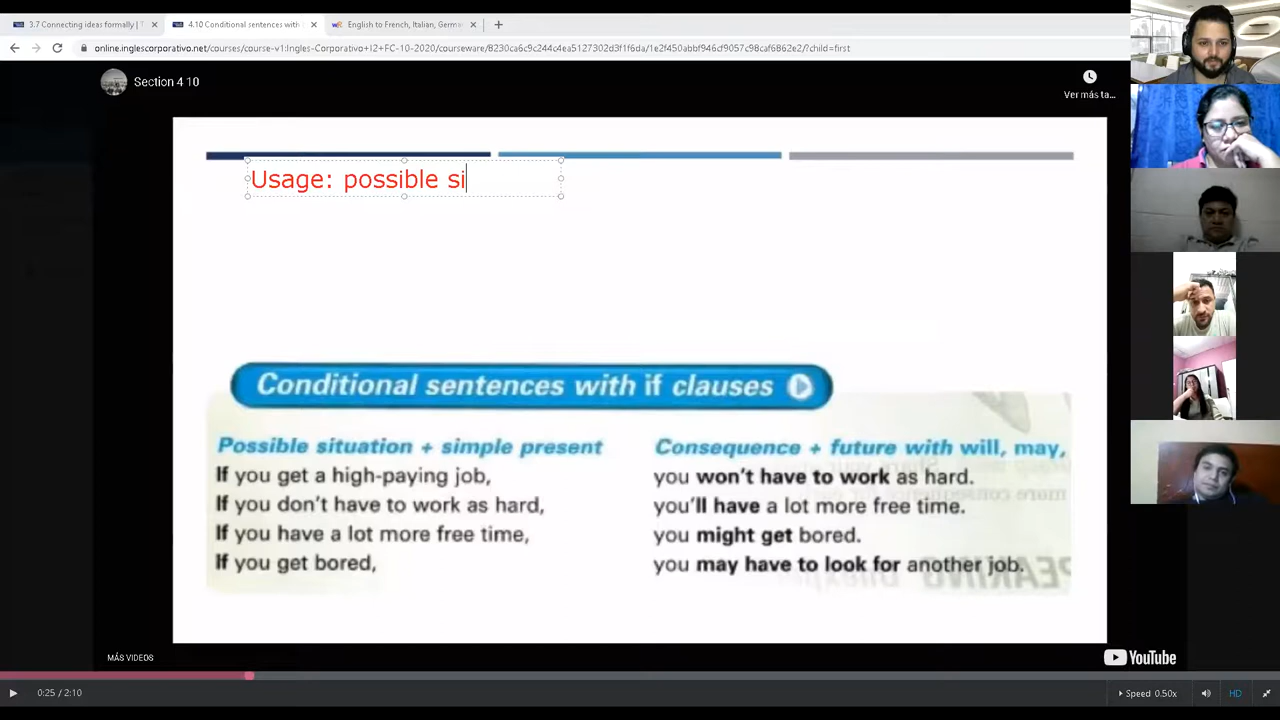 3.7 Connecting ideas formally | T
4.10 Conditional sentences with
English to French, Italian, German
online.inglescorporativo.net/courses/course-v1:Ingles-Corporativo+I2+FC-10-2020/courseware/
Section 4 10
Ver más ta...
Usage: possible si
Conditional sentences with if clauses
Possible situation + simple present
Consequence + future with will, may,
If you get a high-paying job,
you won't have to work as hard.
If you don't have to work as hard,
you'll have a lot more free time.
If you have a lot more free time,
you might get bored.
If you get bored,
you may have to look for another job.
MÁS VIDEOS
YouTube
0:25 / 2:10
Speed 0.50x
HD